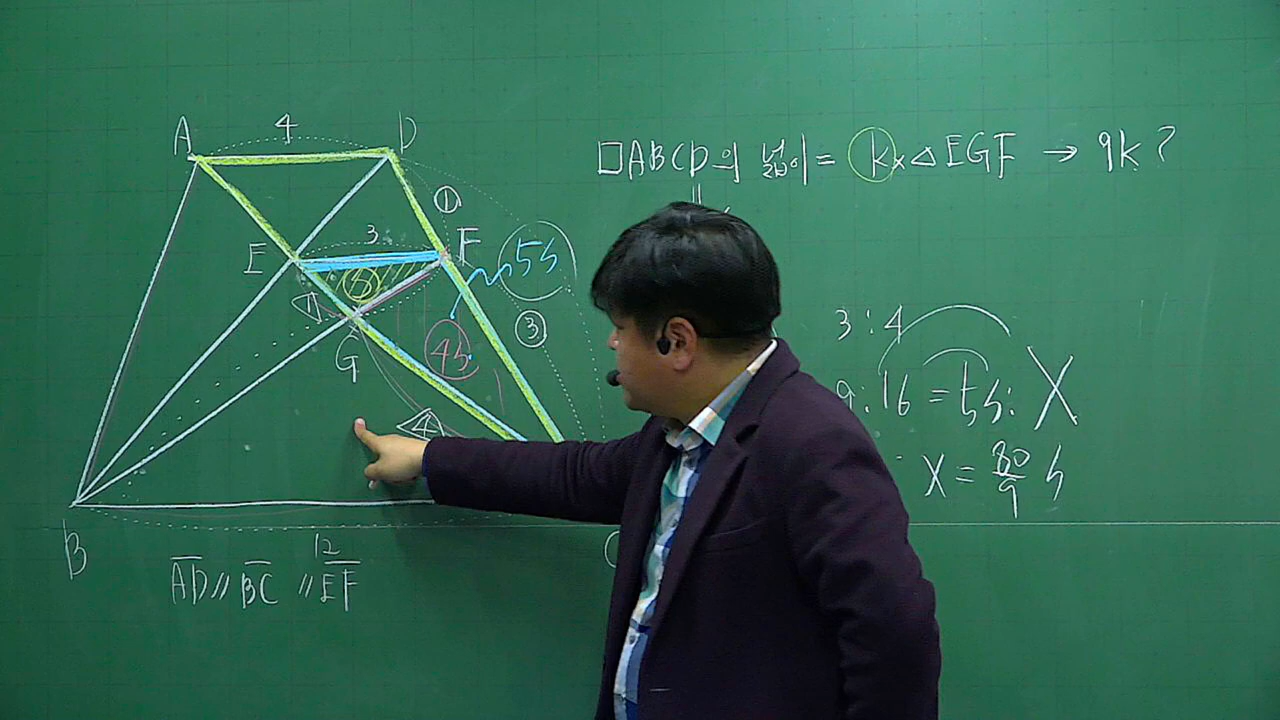 A 4 D
□ABCD의 넓이 = k×△EGF → 9k?
①
E 3 F 5S
S
③
G 4S
3 : 4
9 : 16 = 5S : X
X = 80/9 S
B C
12
AD // BC // EF